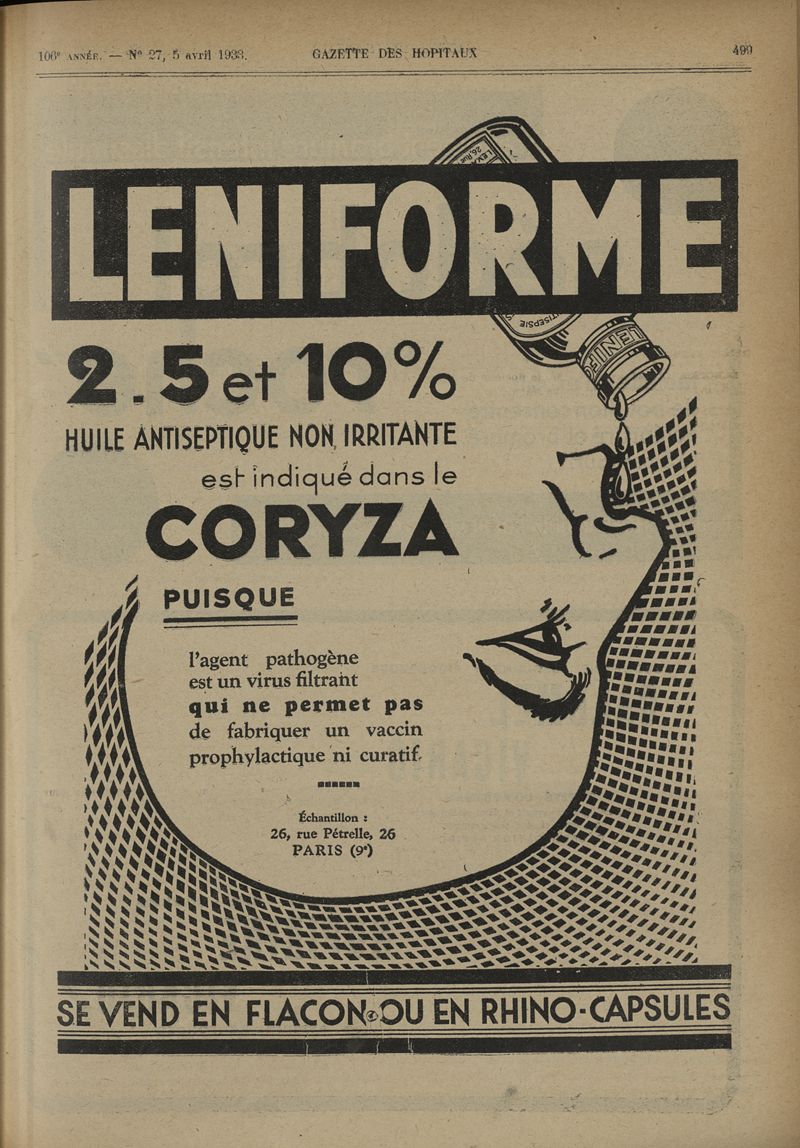 106e ANNÉE. — No 27, 5 avril 1933. GAZETTE DES HOPITAUX 499
LENIFORME
2.5 et 10%
HUILE ANTISEPTIQUE NON IRRITANTE
est indiqué dans le
CORYZA
PUISQUE
l'agent pathogène
est un virus filtrant
qui ne permet pas
de fabriquer un vaccin
prophylactique ni curatif.
Échantillon :
26, rue Pétrelle, 26
PARIS (9e)
SE VEND EN FLACON OU EN RHINO-CAPSULES